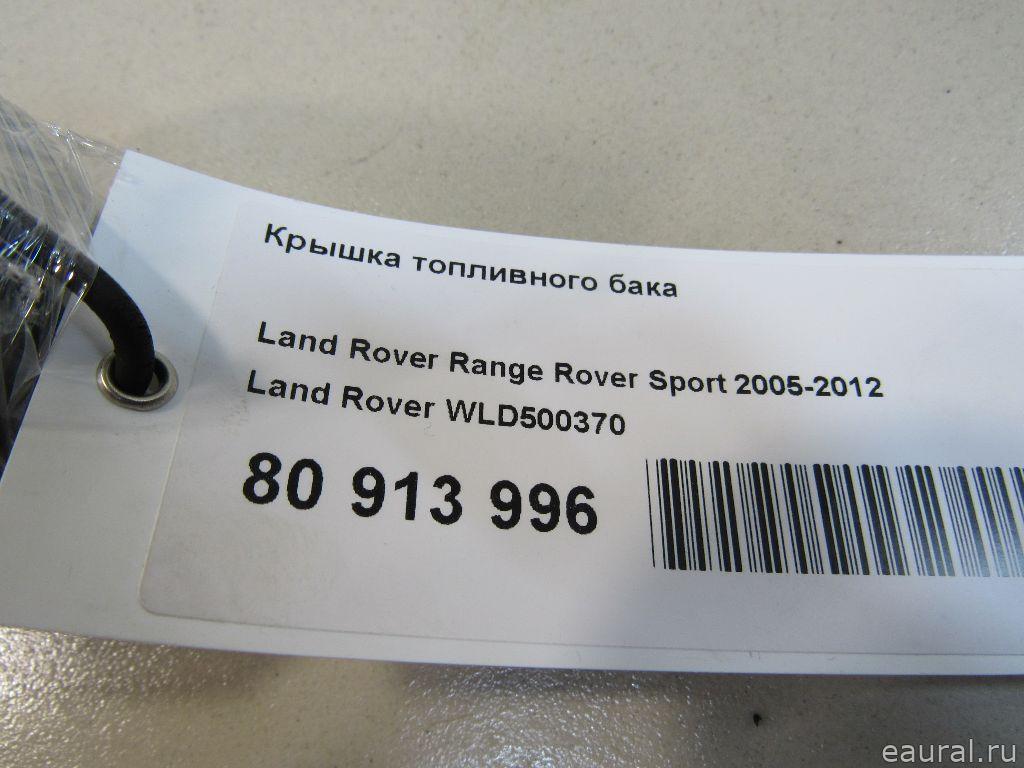 Крышка топливного бака
Land Rover Range Rover Sport 2005-2012
Land Rover WLD500370
80 913 996
eaural.ru